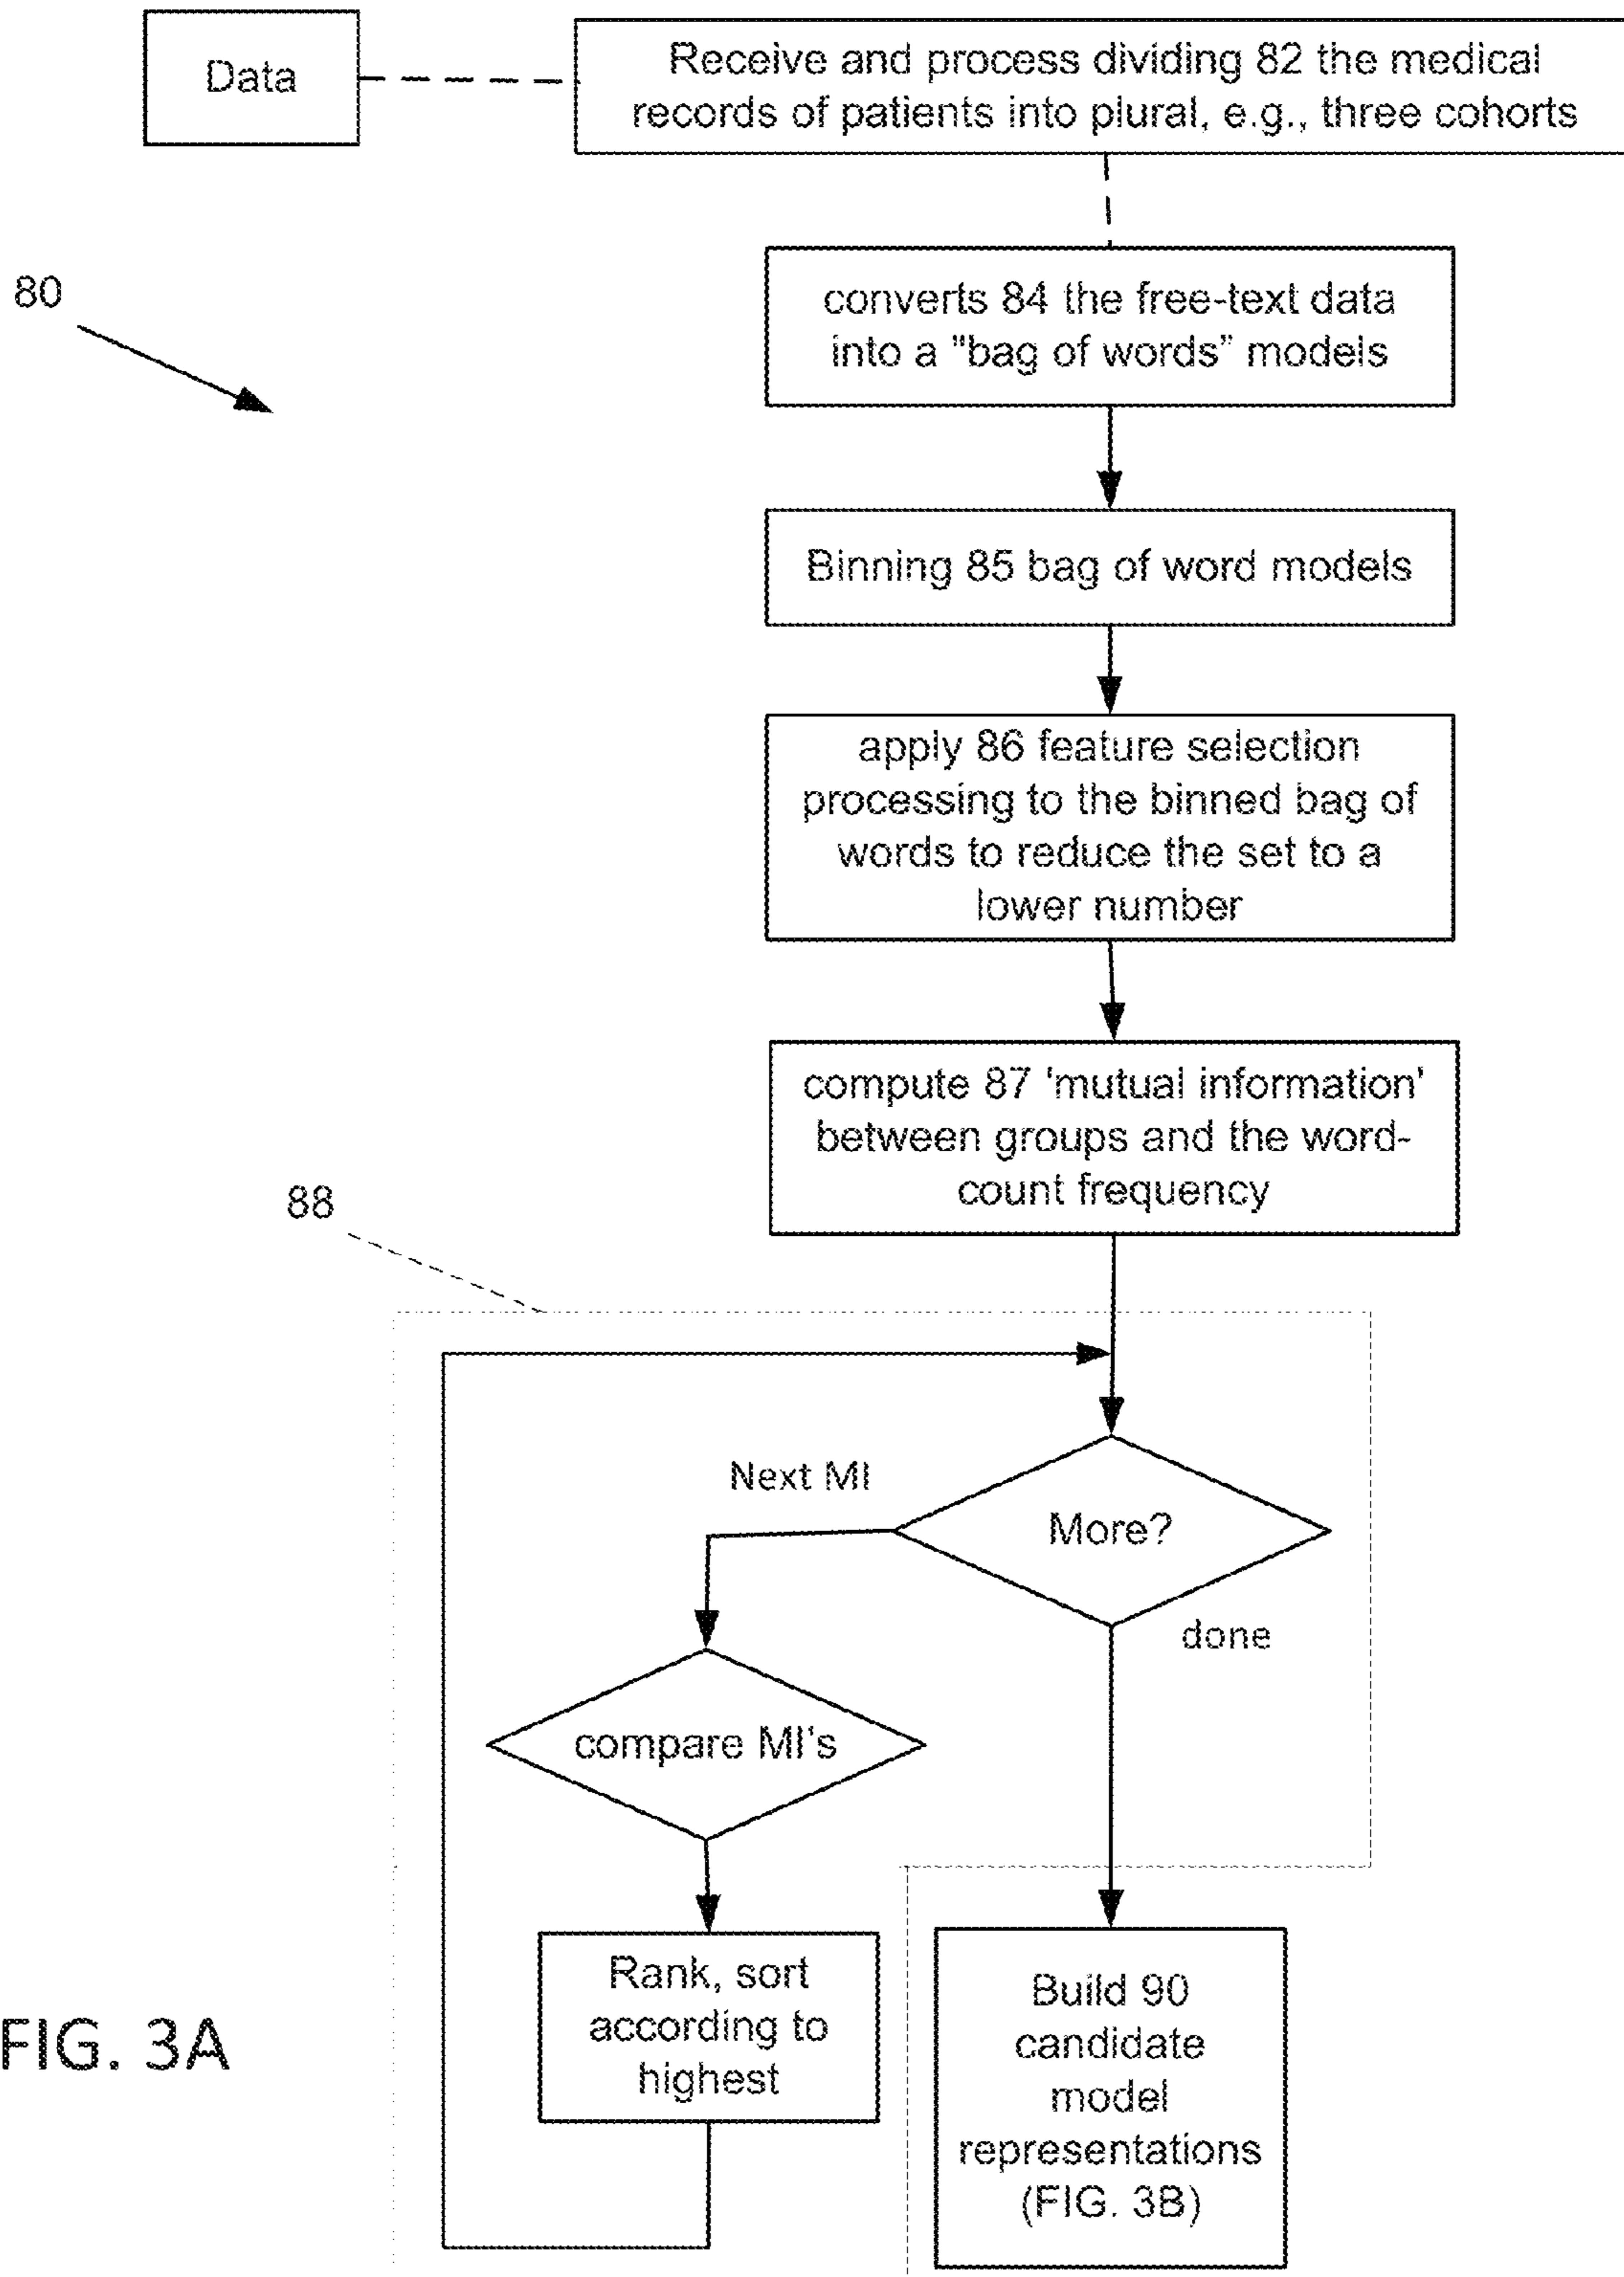 Data
Receive and process dividing 82 the medical
records of patients into plural, e.g., three cohorts
80
converts 84 the free-text data
into a "bag of words” models
Binning 85 bag of word models
apply 86 feature selection
processing to the binned bag of
words to reduce the set to a
lower number
compute 87 'mutual information'
between groups and the word-
count frequency
88
Next MI
More?
done
compare MI's
Rank, sort
according to
highest
Build 90
candidate
model
representations
(FIG. 3B)
FIG. 3A